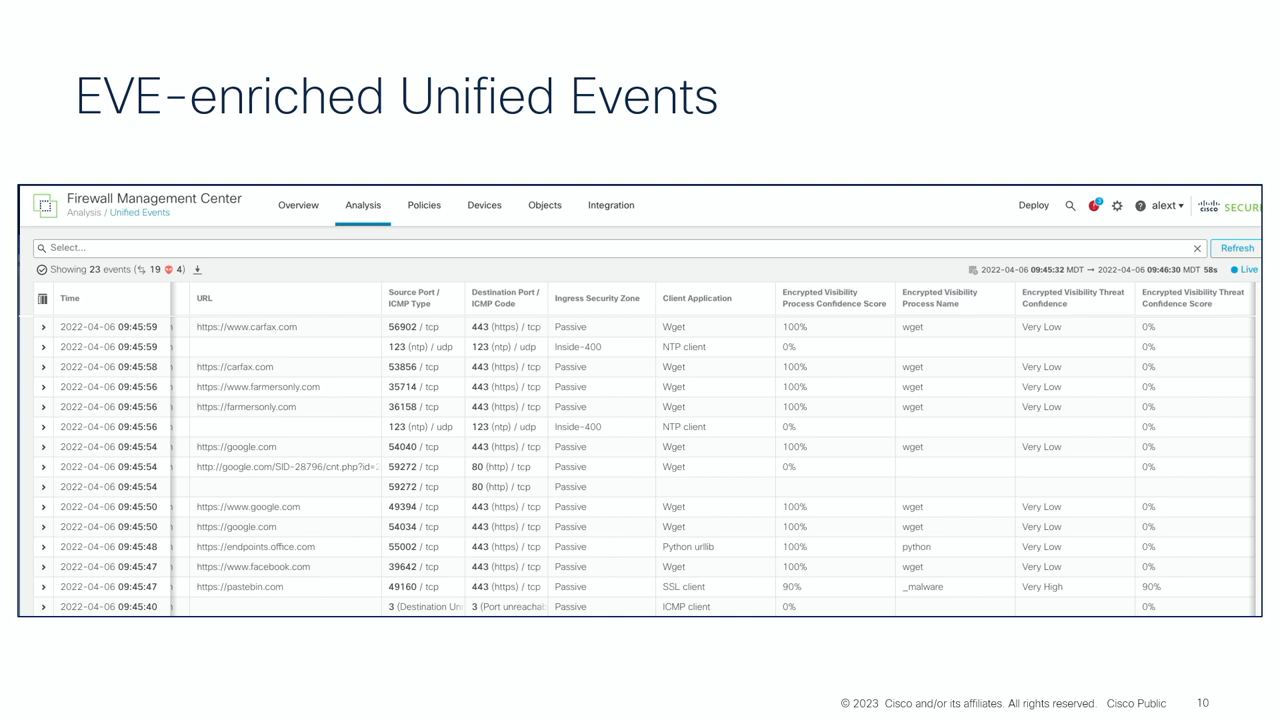 EVE-enriched Unified Events
Firewall Management Center
Analysis / Unified Events
Overview Analysis Policies Devices Objects Integration
Deploy 3 ? alext
cisco SECUR
Select... × Refresh
Showing 23 events ( 19 4) 2022-04-06 09:45:32 MDT → 2022-04-06 09:46:30 MDT 58s Live
Time URL Source Port / ICMP Type Destination Port / ICMP Code Ingress Security Zone Client Application Encrypted Visibility Process Confidence Score Encrypted Visibility Process Name Encrypted Visibility Threat Confidence Encrypted Visibility Threat Confidence Score
2022-04-06 09:45:59 https://www.carfax.com 56902 / tcp 443 (https) / tcp Passive Wget 100% wget Very Low 0%
2022-04-06 09:45:59 123 (ntp) / udp 123 (ntp) / udp Inside-400 NTP client 0% 0%
2022-04-06 09:45:58 https://carfax.com 53856 / tcp 443 (https) / tcp Passive Wget 100% wget Very Low 0%
2022-04-06 09:45:56 https://www.farmersonly.com 35714 / tcp 443 (https) / tcp Passive Wget 100% wget Very Low 0%
2022-04-06 09:45:56 https://farmersonly.com 36158 / tcp 443 (https) / tcp Passive Wget 100% wget Very Low 0%
2022-04-06 09:45:56 123 (ntp) / udp 123 (ntp) / udp Inside-400 NTP client 0% 0%
2022-04-06 09:45:54 https://google.com 54040 / tcp 443 (https) / tcp Passive Wget 100% wget Very Low 0%
2022-04-06 09:45:54 http://google.com/SID-28796/cnt.php?id= 59272 / tcp 80 (http) / tcp Passive Wget 0% 0%
2022-04-06 09:45:54 59272 / tcp 80 (http) / tcp Passive
2022-04-06 09:45:50 https://www.google.com 49394 / tcp 443 (https) / tcp Passive Wget 100% wget Very Low 0%
2022-04-06 09:45:50 https://google.com 54034 / tcp 443 (https) / tcp Passive Wget 100% wget Very Low 0%
2022-04-06 09:45:48 https://endpoints.office.com 55002 / tcp 443 (https) / tcp Passive Python urllib 100% python Very Low 0%
2022-04-06 09:45:47 https://www.facebook.com 39642 / tcp 443 (https) / tcp Passive Wget 100% wget Very Low 0%
2022-04-06 09:45:47 https://pastebin.com 49160 / tcp 443 (https) / tcp Passive SSL client 90% _malware Very High 90%
2022-04-06 09:45:40 3 (Destination Un 3 (Port unreacha Passive ICMP client 0% 0%
© 2023 Cisco and/or its affiliates. All rights reserved. Cisco Public 10